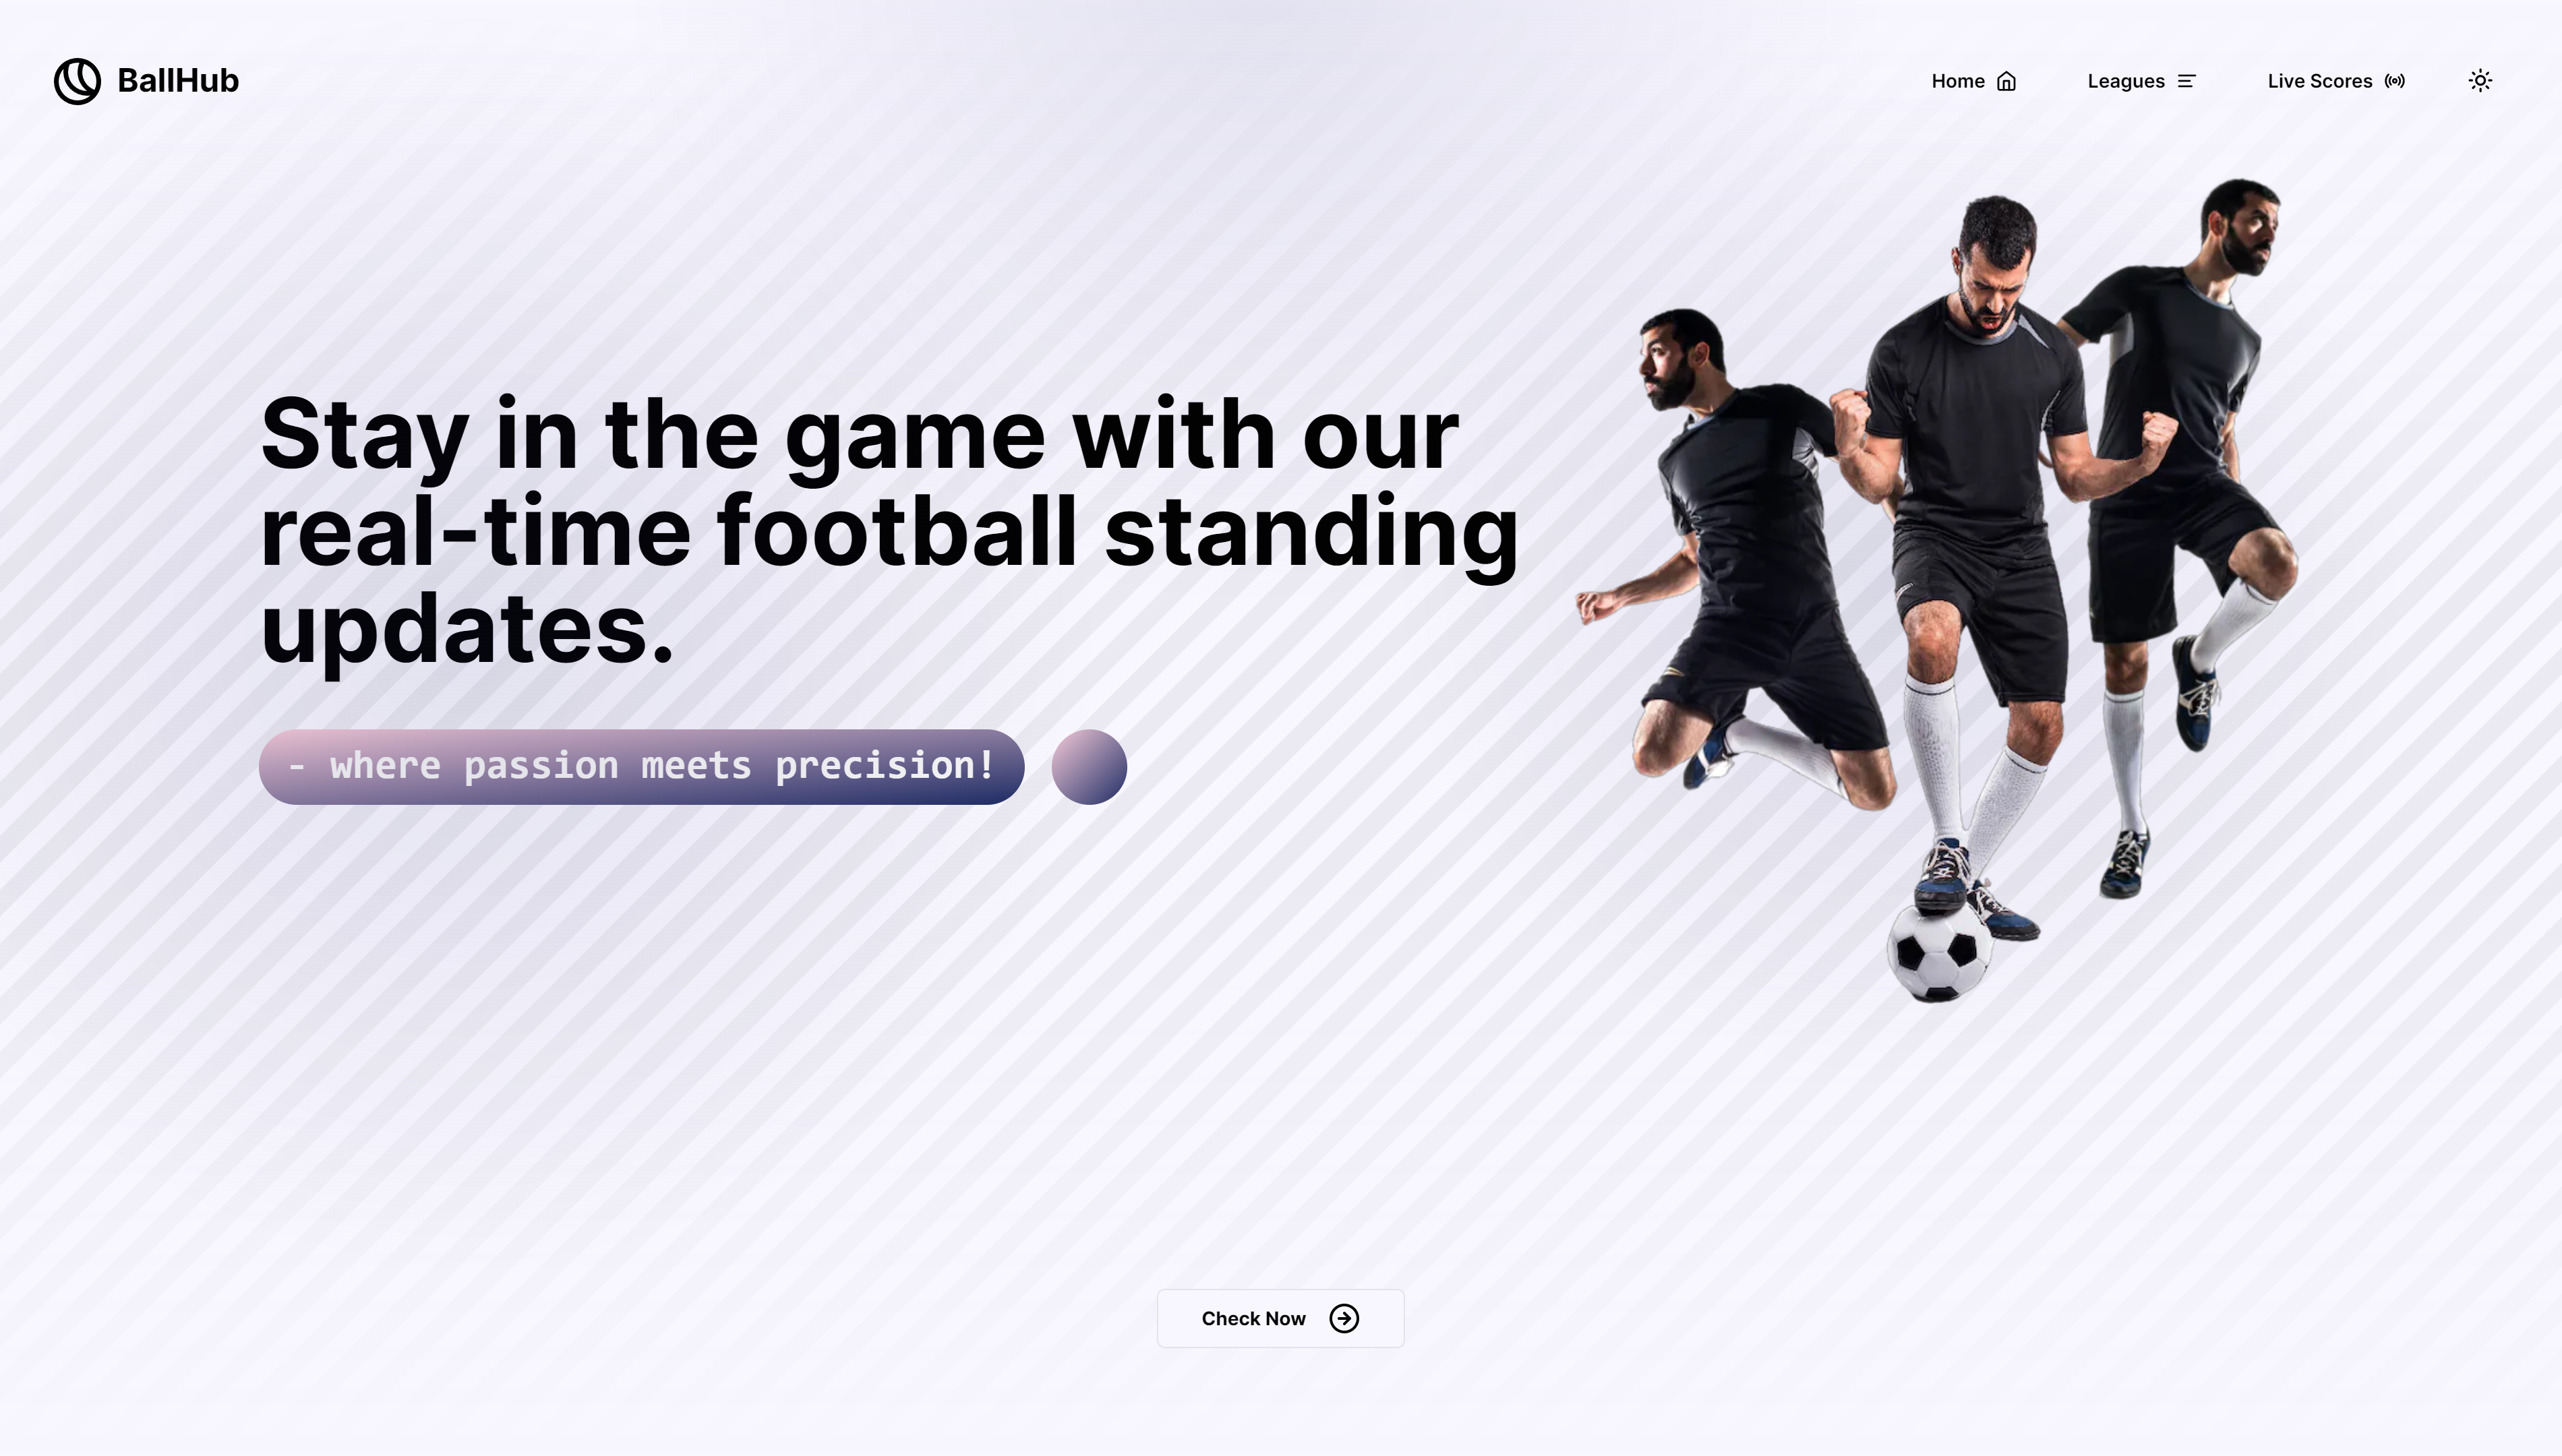 BallHub
Home
Leagues
Live Scores
Stay in the game with our
real-time football standing
updates.
- where passion meets precision!
Check Now